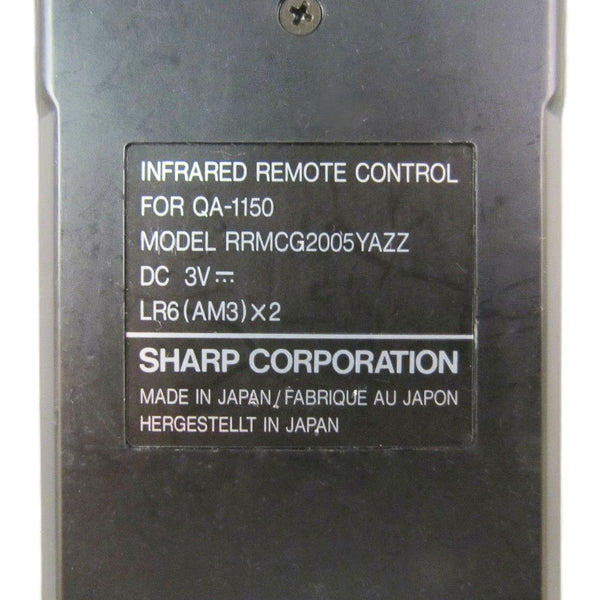 INFRARED REMOTE CONTROL
FOR QA-1150
MODEL RRMCG2005YAZZ
DC 3V⎓
LR6(AM3)×2
SHARP CORPORATION
MADE IN JAPAN/FABRIQUE AU JAPON
HERGESTELLT IN JAPAN